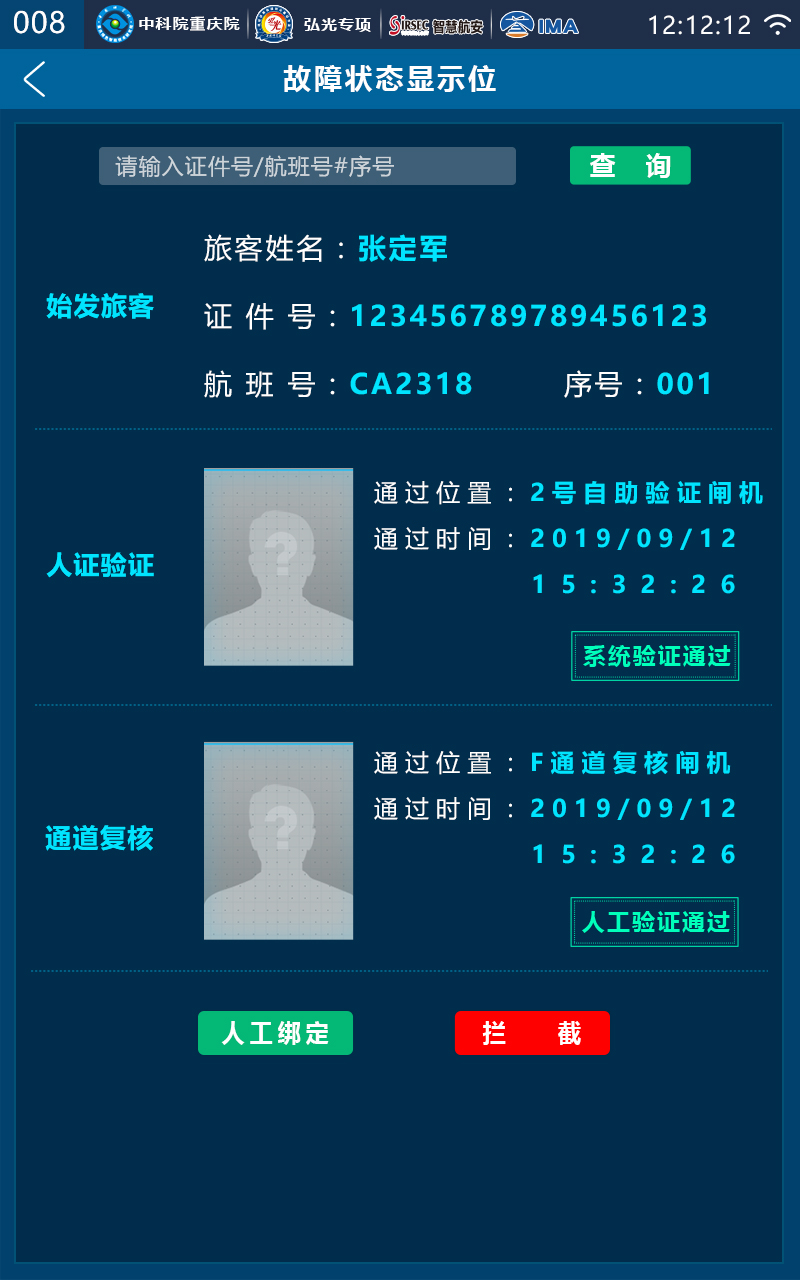 008 中科院重庆院 弘光专项 SiRSEC 智慧航安 IMA 12:12:12
故障状态显示位
请输入证件号/航班号#序号 查 询
旅客姓名：张定军
始发旅客
证 件 号：123456789789456123
航 班 号：CA2318 序号：001
通过位置：2号自助验证闸机
通过时间：2019/09/12
人证验证
15:32:26
系统验证通过
通过位置：F通道复核闸机
通过时间：2019/09/12
通道复核
15:32:26
人工验证通过
人工绑定 拦 截